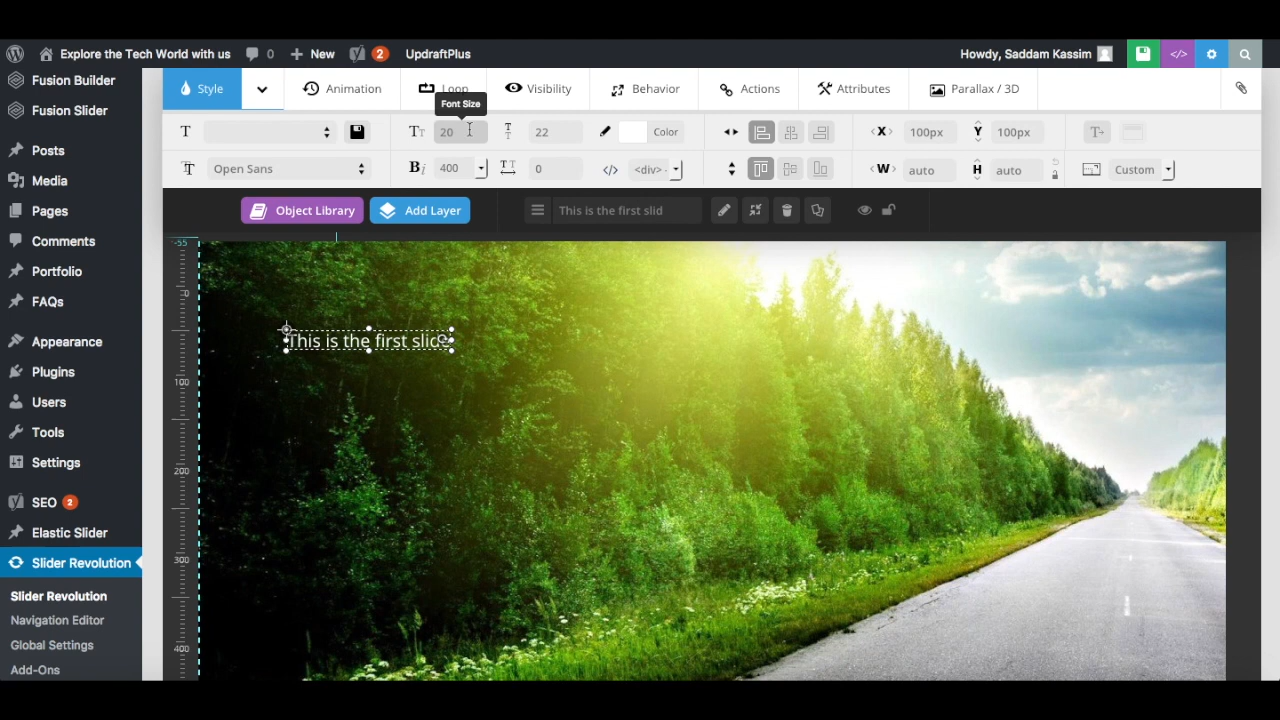 Explore the Tech World with us 0 New 2 UpdraftPlus Howdy, Saddam Kassim
Fusion Builder
Fusion Slider
Posts
Media
Pages
Comments
Portfolio
FAQs
Appearance
Plugins
Users
Tools
Settings
SEO 2
Elastic Slider
Slider Revolution
Slider Revolution
Navigation Editor
Global Settings
Add-Ons
Style Animation Loop Visibility Behavior Actions Attributes Parallax / 3D
Font Size
20 22 Color X 100px Y 100px
Open Sans 400 0 <div> W auto H auto Custom
Object Library Add Layer This is the first slid
-55
0
100
200
300
400
This is the first slide